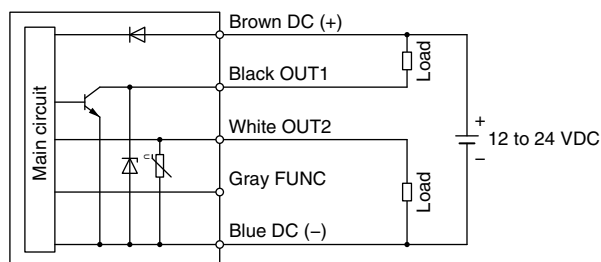 Brown DC (+)
Main circuit
Black OUT1
Load
White OUT2
+
12 to 24 VDC
−
Gray FUNC
Load
Blue DC (−)
U